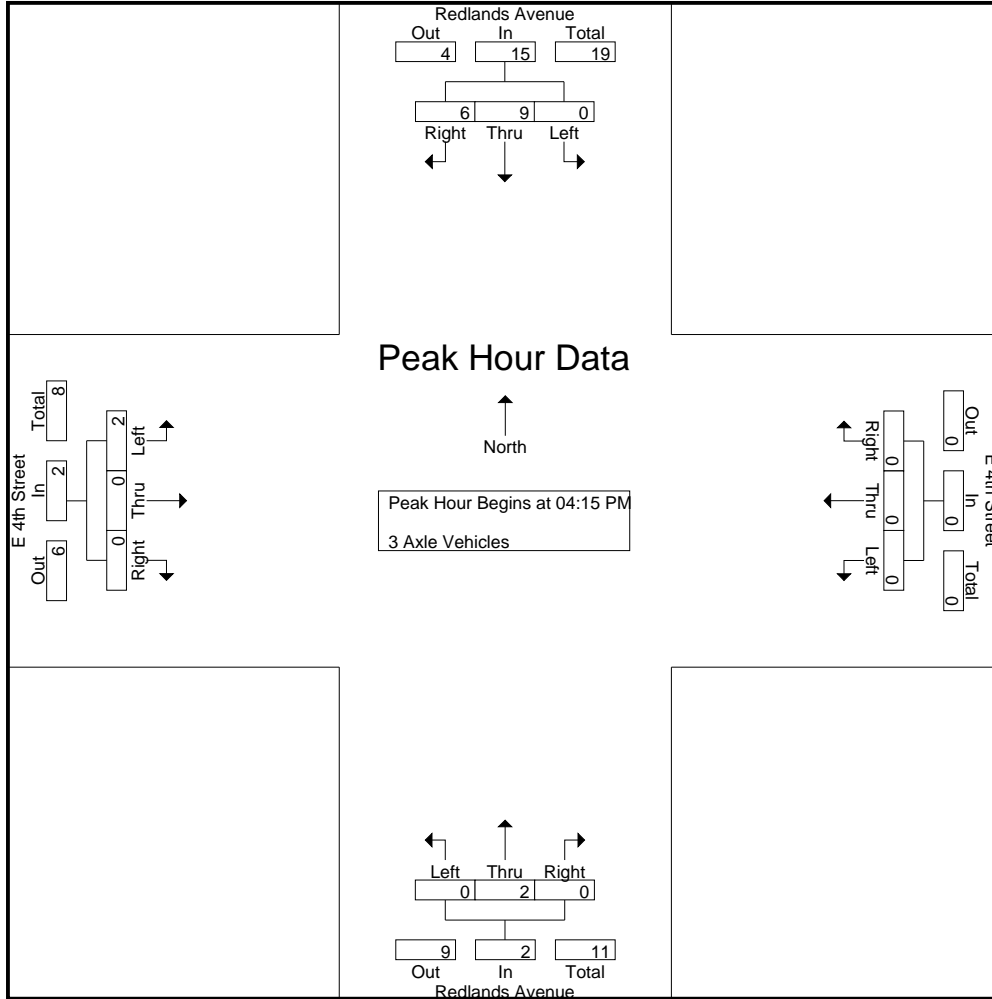 Redlands Avenue
Out In Total
4 15 19
6 9 0
Right Thru Left
Peak Hour Data
North
Peak Hour Begins at 04:15 PM
3 Axle Vehicles
E 4th Street
Out In Total
6 2 8
2 0 0
Left Thru Right
E 4th Street
Out In Total
0 0 0
Right Thru Left
0 0 0
Left Thru Right
0 2 0
9 2 11
Out In Total
Redlands Avenue